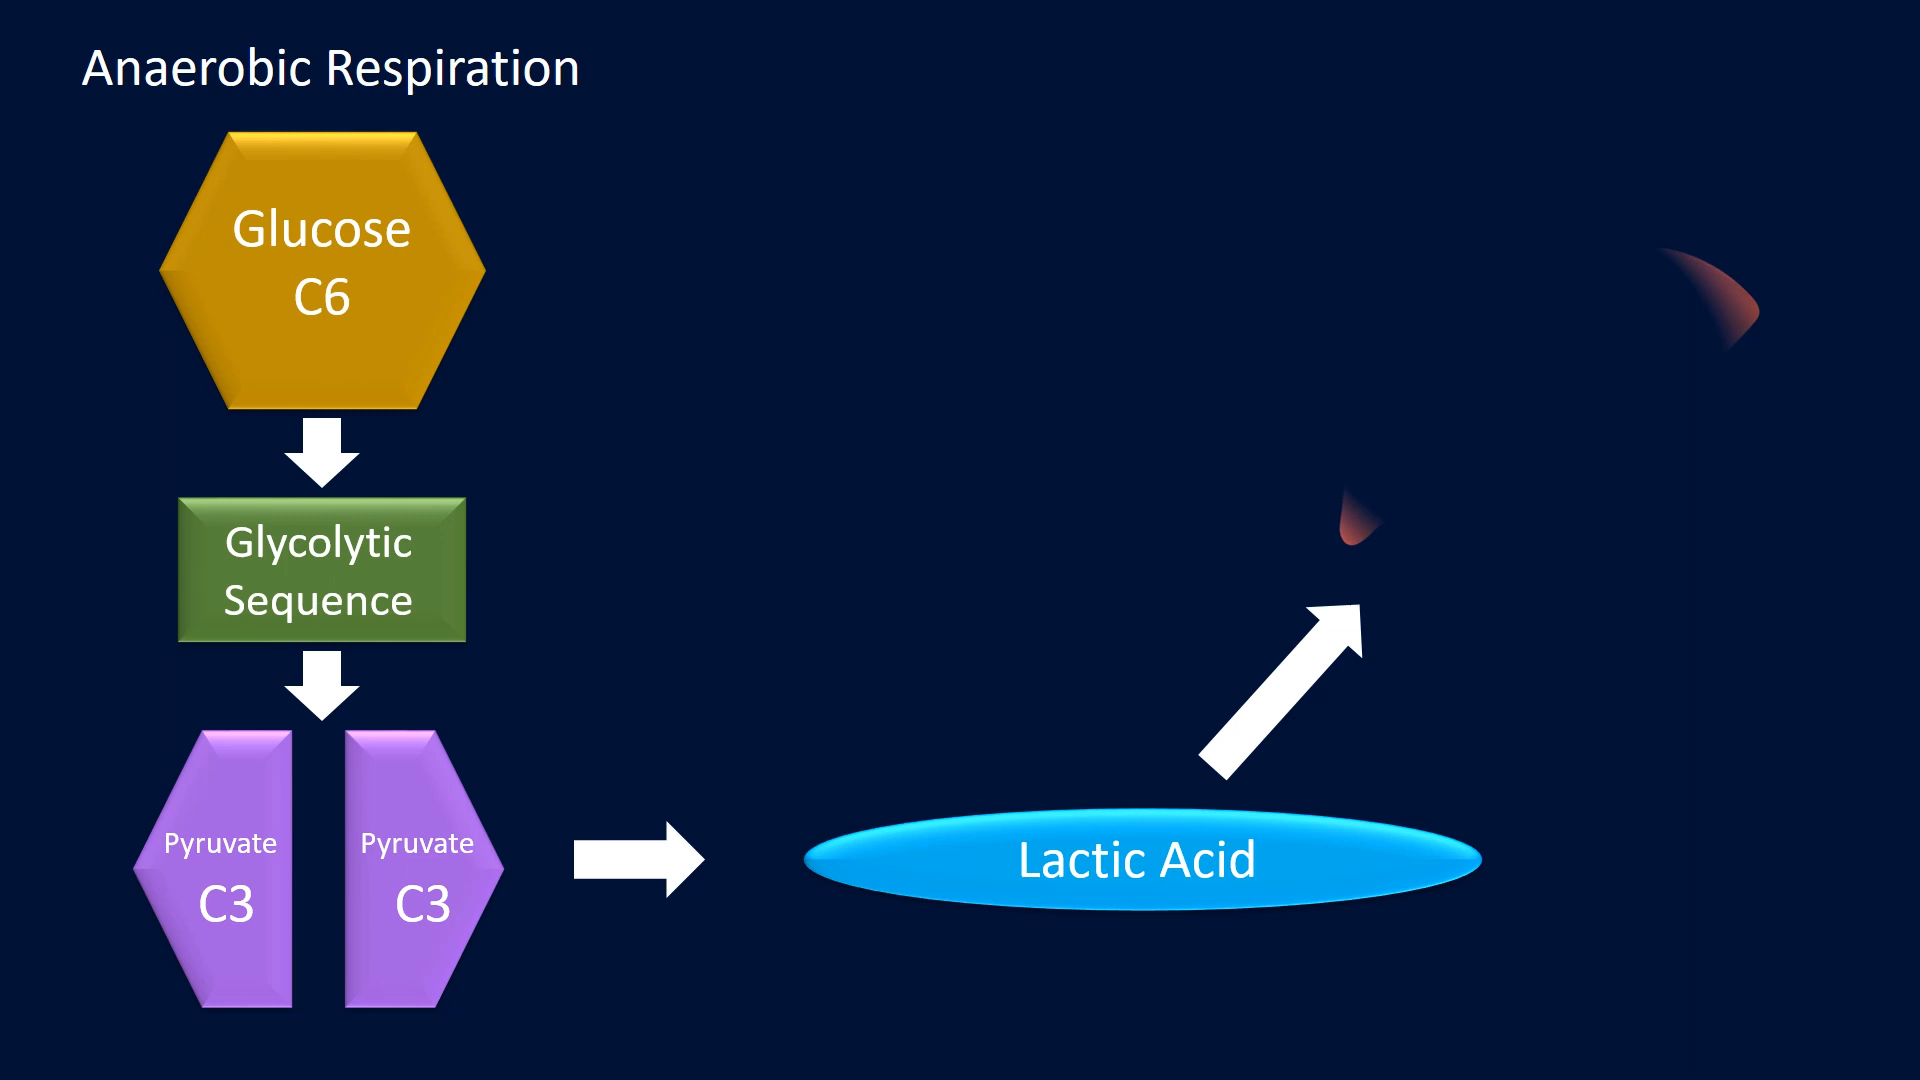 Anaerobic Respiration
Glucose
C6
Glycolytic
Sequence
Pyruvate
C3
Pyruvate
C3
Lactic Acid